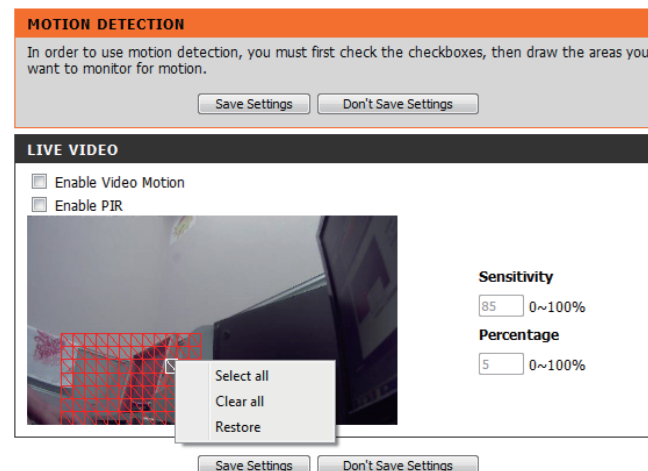 MOTION DETECTION
In order to use motion detection, you must first check the checkboxes, then draw the areas you
want to monitor for motion.
Save Settings Don't Save Settings
LIVE VIDEO
Enable Video Motion
Enable PIR
Sensitivity
85 0~100%
Percentage
5 0~100%
Select all
Clear all
Restore
Save Settings Don't Save Settings